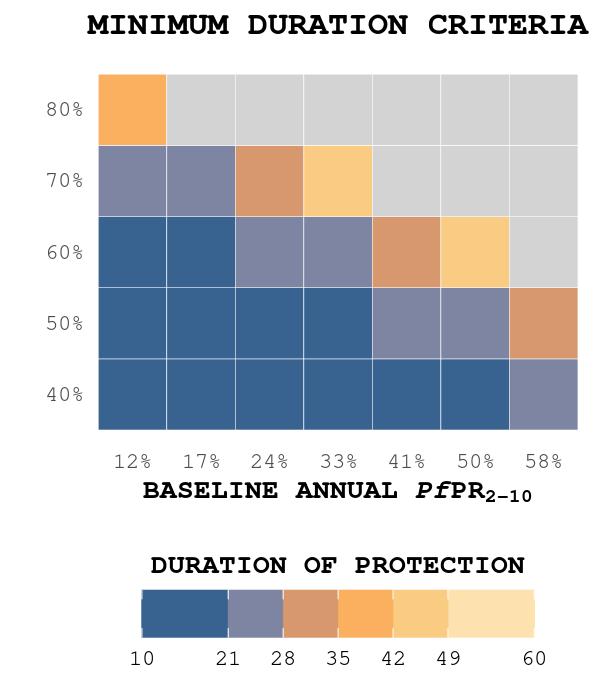 MINIMUM DURATION CRITERIA
80%
70%
60%
50%
40%
12% 17% 24% 33% 41% 50% 58%
BASELINE ANNUAL PfPR2–10
DURATION OF PROTECTION
10 21 28 35 42 49 60